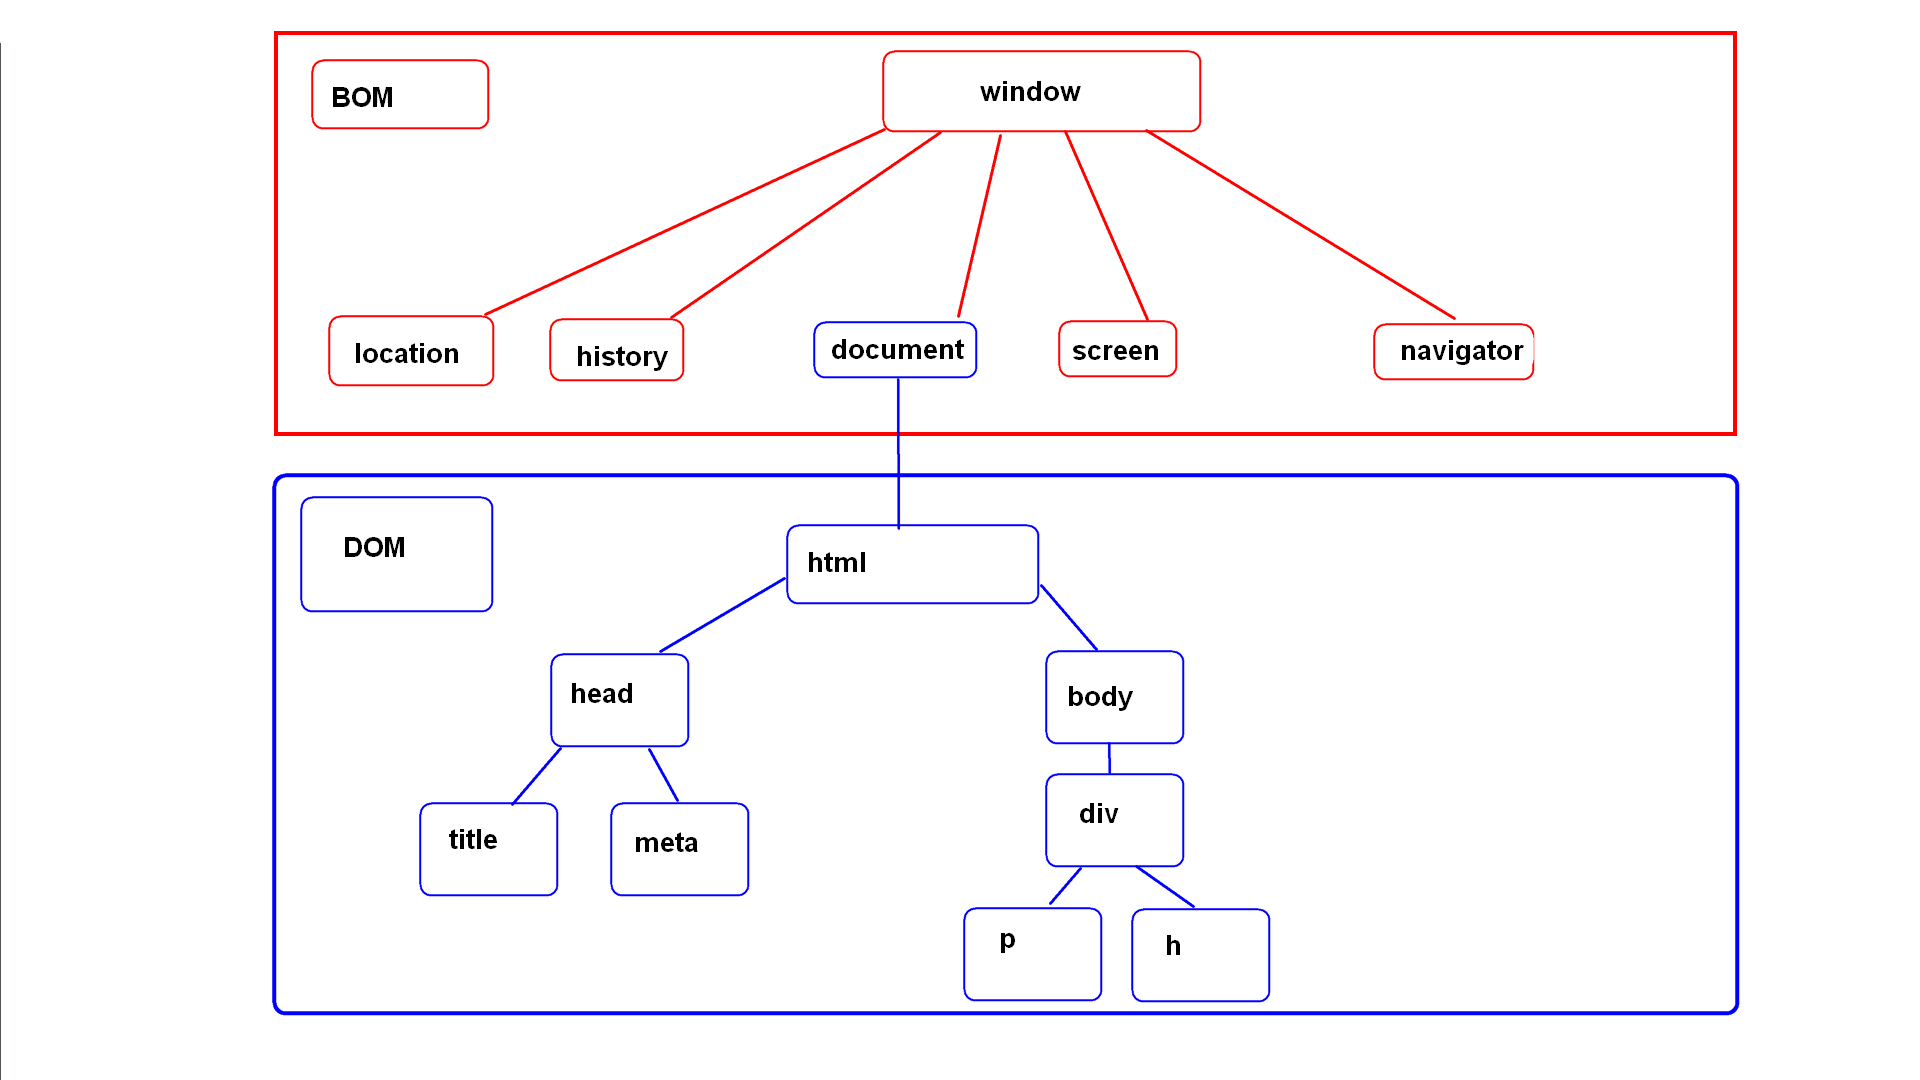 BOM
window
location
history
document
screen
navigator
DOM
html
head
body
title
meta
div
p
h